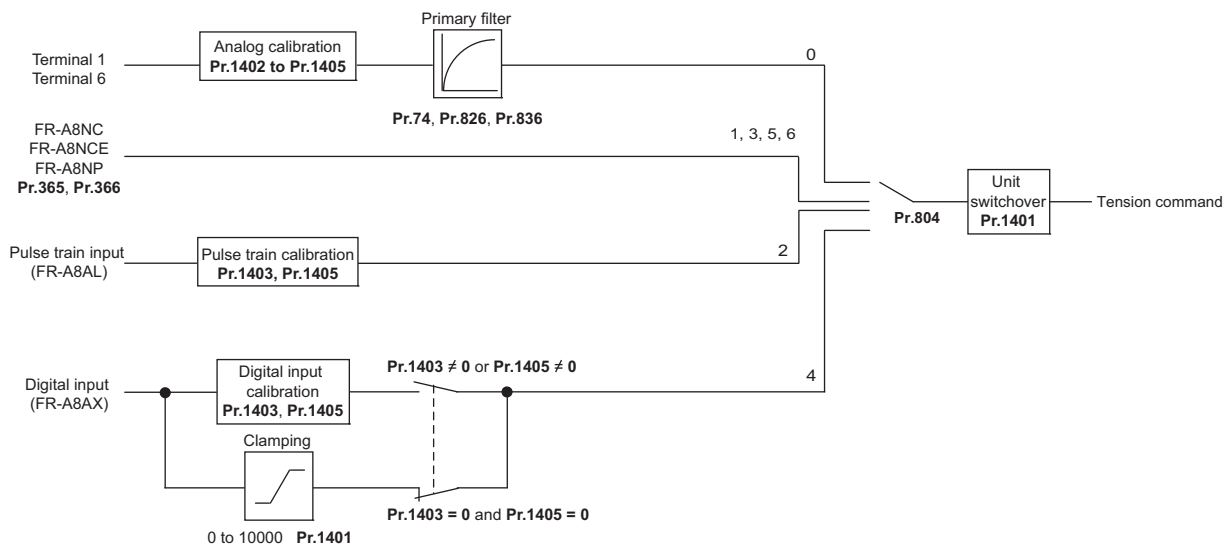 Primary filter
Terminal 1
Terminal 6
Analog calibration
Pr.1402 to Pr.1405
0
Pr.74, Pr.826, Pr.836
FR-A8NC
FR-A8NCE
FR-A8NP
Pr.365, Pr.366
1, 3, 5, 6
Pr.804
Unit
switchover
Pr.1401
Tension command
Pulse train input
(FR-A8AL)
Pulse train calibration
Pr.1403, Pr.1405
2
Digital input
(FR-A8AX)
Digital input
calibration
Pr.1403, Pr.1405
Pr.1403 ≠ 0 or Pr.1405 ≠ 0
4
Clamping
Pr.1403 = 0 and Pr.1405 = 0
0 to 10000 Pr.1401